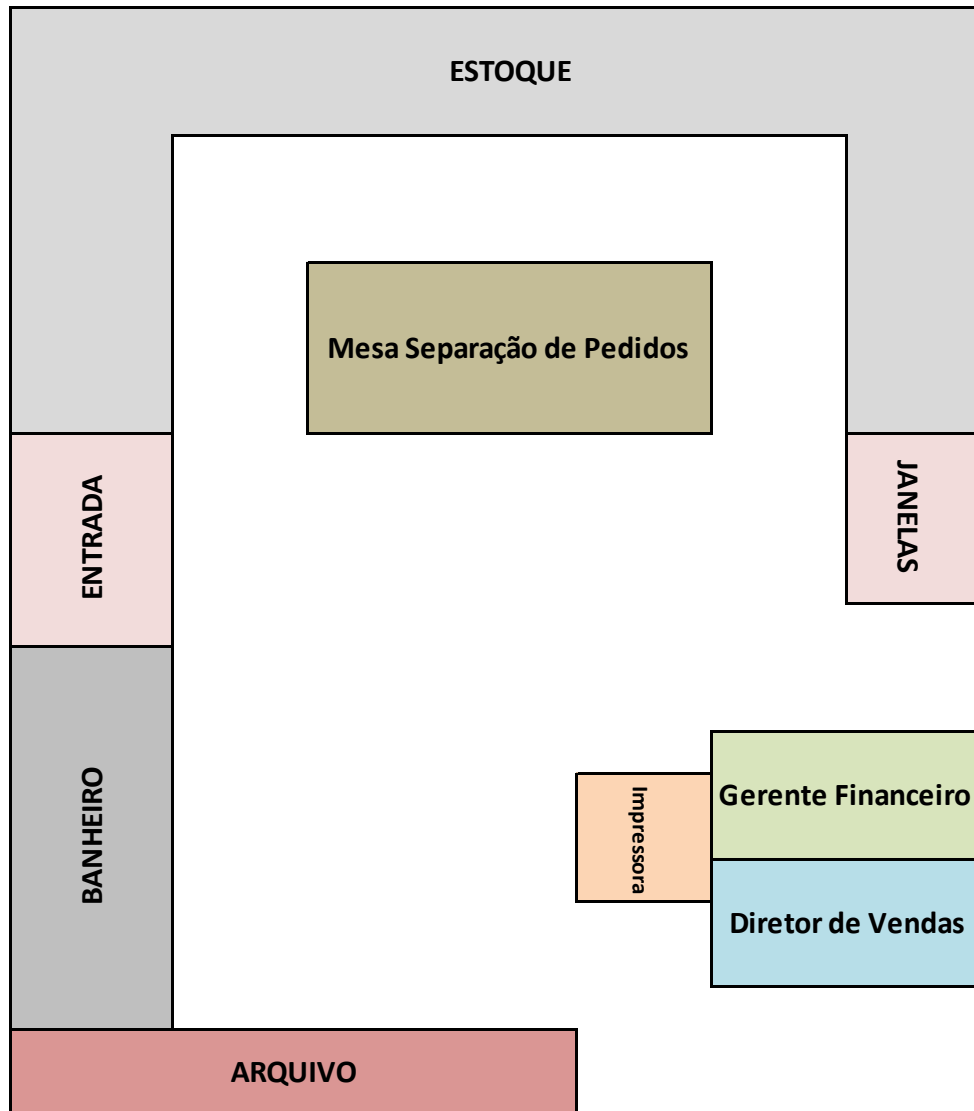 ESTOQUE
Mesa Separação de Pedidos
ENTRADA
JANELAS
BANHEIRO
Impressora
Gerente Financeiro
Diretor de Vendas
ARQUIVO